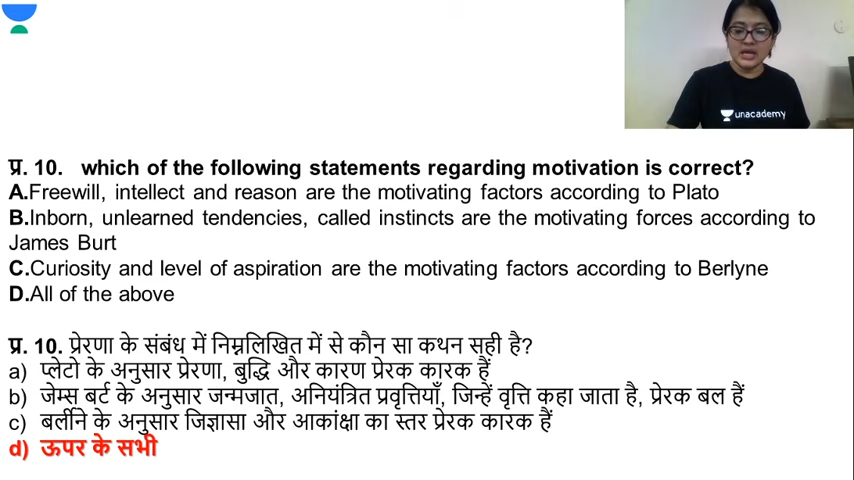 unacademy
प्र. 10. which of the following statements regarding motivation is correct?
A.Freewill, intellect and reason are the motivating factors according to Plato
B.Inborn, unlearned tendencies, called instincts are the motivating forces according to
James Burt
C.Curiosity and level of aspiration are the motivating factors according to Berlyne
D.All of the above
प्र. 10. प्रेरणा के संबंध में निम्नलिखित में से कौन सा कथन सही है?
a) प्लेटो के अनुसार प्रेरणा, बुद्धि और कारण प्रेरक कारक हैं
b) जेम्स बर्ट के अनुसार जन्मजात, अनियंत्रित प्रवृत्तियाँ, जिन्हें वृत्ति कहा जाता है, प्रेरक बल हैं
c) बर्लीने के अनुसार जिज्ञासा और आकांक्षा का स्तर प्रेरक कारक हैं
d) ऊपर के सभी